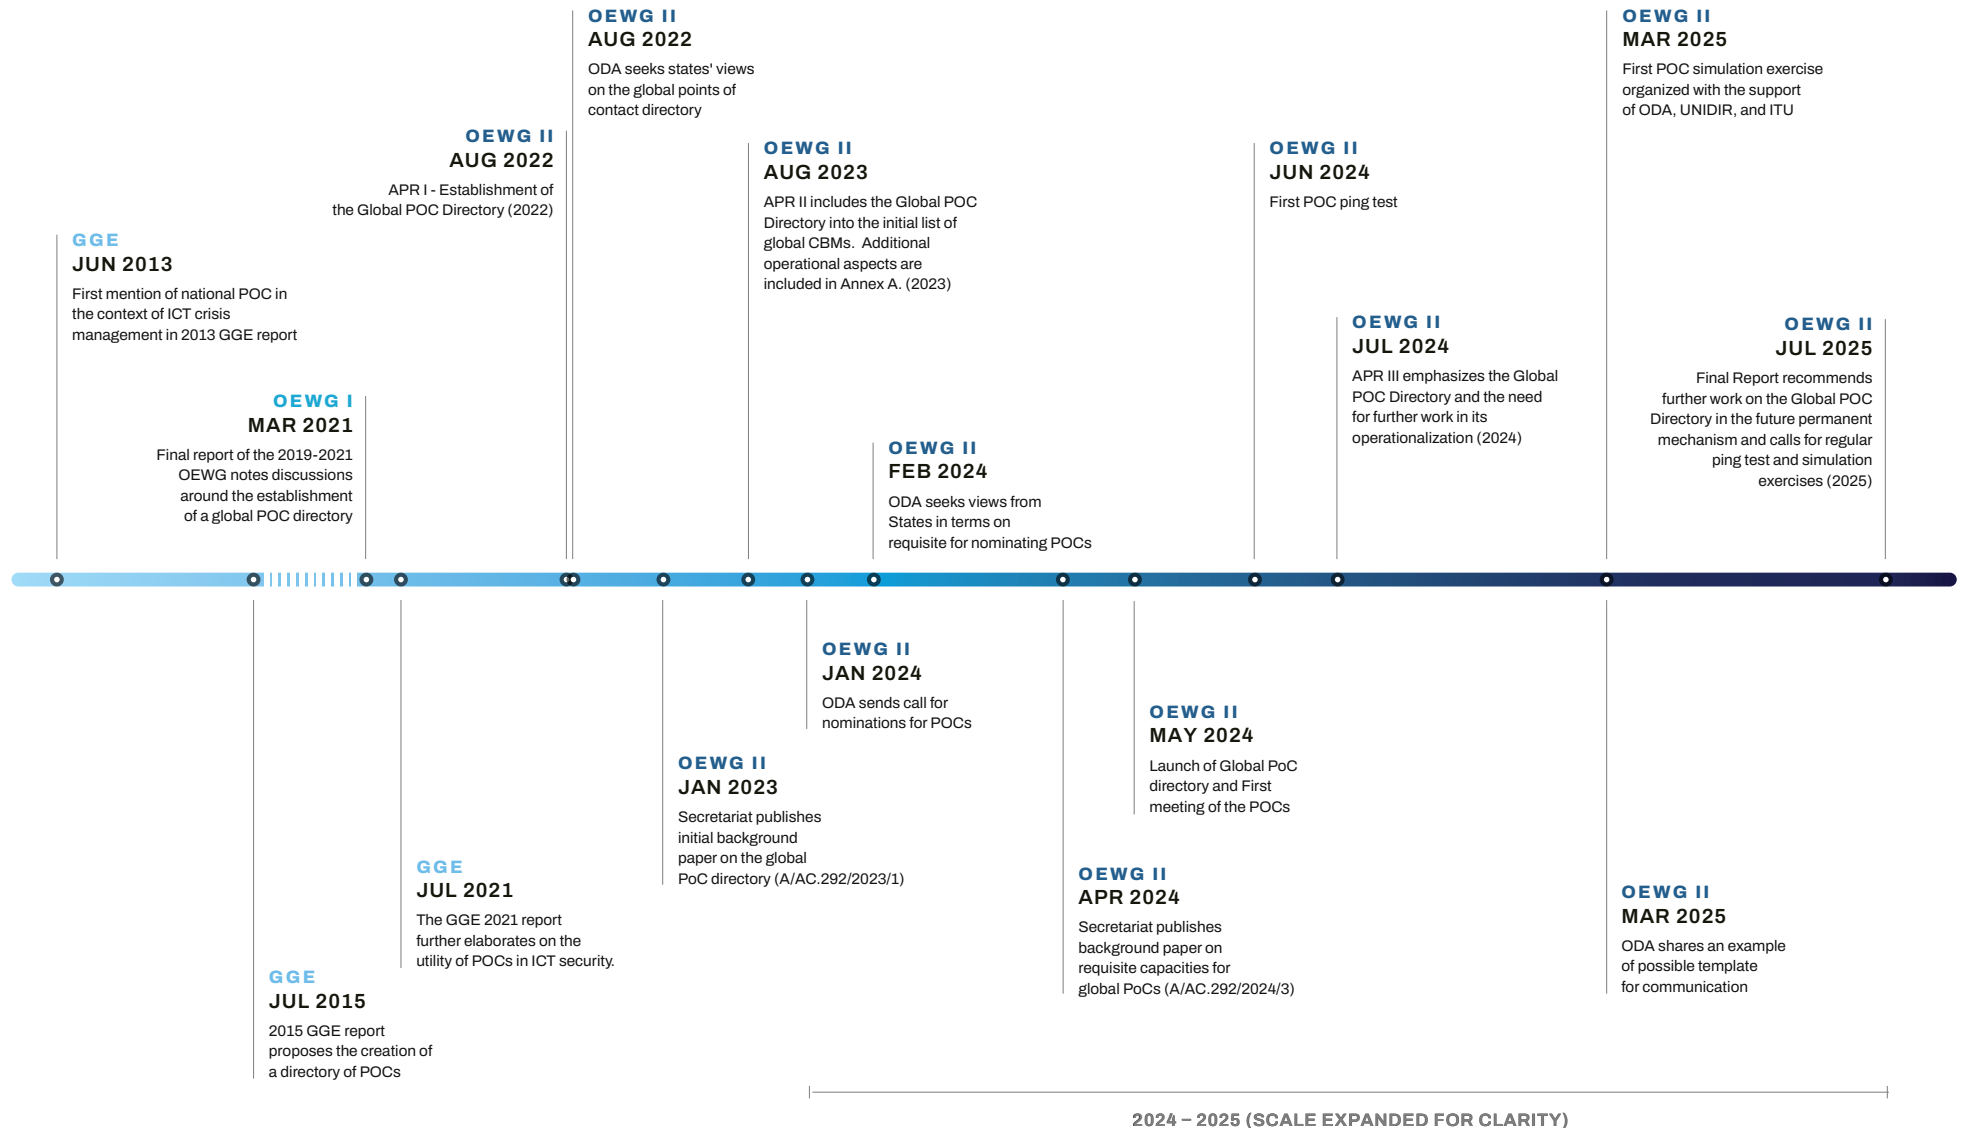 GGE
JUN 2013
First mention of national POC in
the context of ICT crisis
management in 2013 GGE report
GGE
JUL 2015
2015 GGE report
proposes the creation of
a directory of POCs
OEWG I
MAR 2021
Final report of the 2019-2021
OEWG notes discussions
around the establishment
of a global POC directory
GGE
JUL 2021
The GGE 2021 report
further elaborates on the
utility of POCs in ICT security.
OEWG II
AUG 2022
APR I - Establishment of
the Global POC Directory (2022)
OEWG II
AUG 2022
ODA seeks states' views
on the global points of
contact directory
OEWG II
JAN 2023
Secretariat publishes
initial background
paper on the global
PoC directory (A/AC.292/2023/1)
OEWG II
AUG 2023
APR II includes the Global POC
Directory into the initial list of
global CBMs.  Additional
operational aspects are
included in Annex A. (2023)
OEWG II
JAN 2024
ODA sends call for
nominations for POCs
OEWG II
FEB 2024
ODA seeks views from
States in terms on
requisite for nominating POCs
OEWG II
APR 2024
Secretariat publishes
background paper on
requisite capacities for
global PoCs (A/AC.292/2024/3)
OEWG II
MAY 2024
Launch of Global PoC
directory and First
meeting of the POCs
OEWG II
JUN 2024
First POC ping test
OEWG II
JUL 2024
APR III emphasizes the Global
POC Directory and the need
for further work in its
operationalization (2024)
OEWG II
MAR 2025
First POC simulation exercise
organized with the support
of ODA, UNIDIR, and ITU
OEWG II
MAR 2025
ODA shares an example
of possible template
for communication
OEWG II
JUL 2025
Final Report recommends
further work on the Global POC
Directory in the future permanent
mechanism and calls for regular
ping test and simulation
exercises (2025)
2024 – 2025 (SCALE EXPANDED FOR CLARITY)